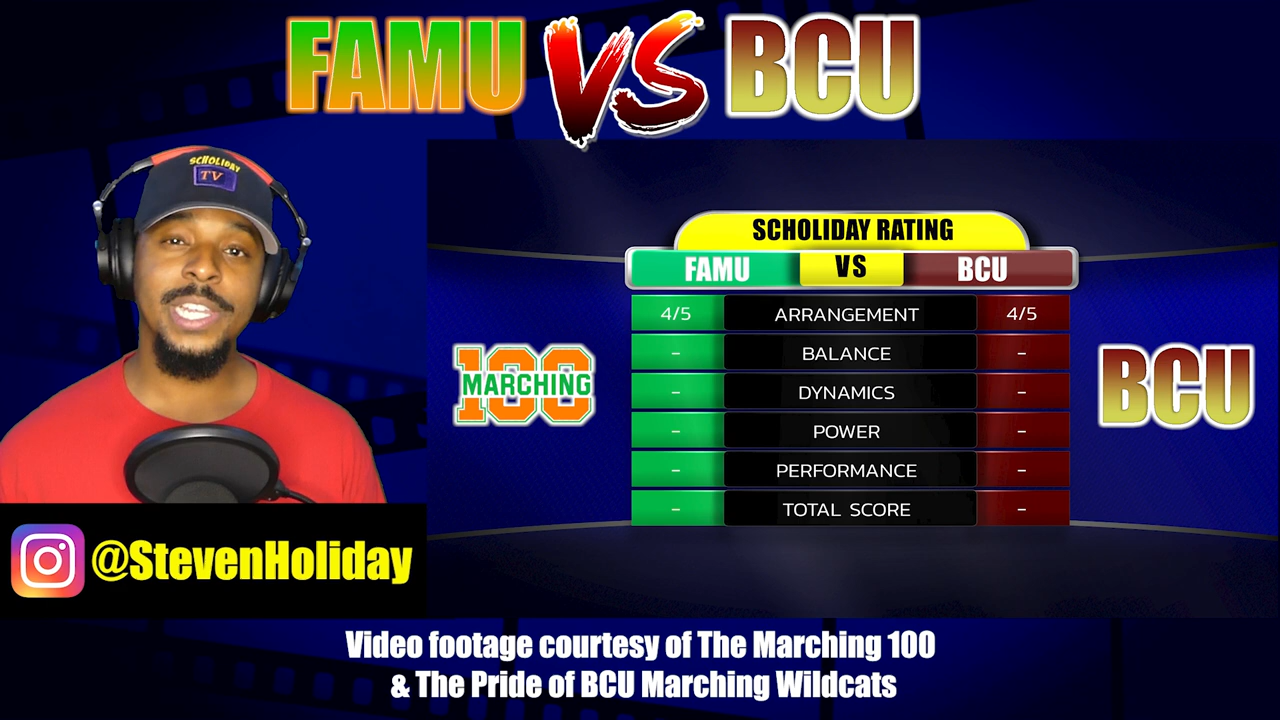 FAMU VS BCU
SCHOLIDAY
TV
SCHOLIDAY RATING
FAMU VS BCU
4/5 ARRANGEMENT 4/5
- BALANCE -
- DYNAMICS -
- POWER -
- PERFORMANCE -
- TOTAL SCORE -
MARCHING 100
BCU
@StevenHoliday
Video footage courtesy of The Marching 100
& The Pride of BCU Marching Wildcats